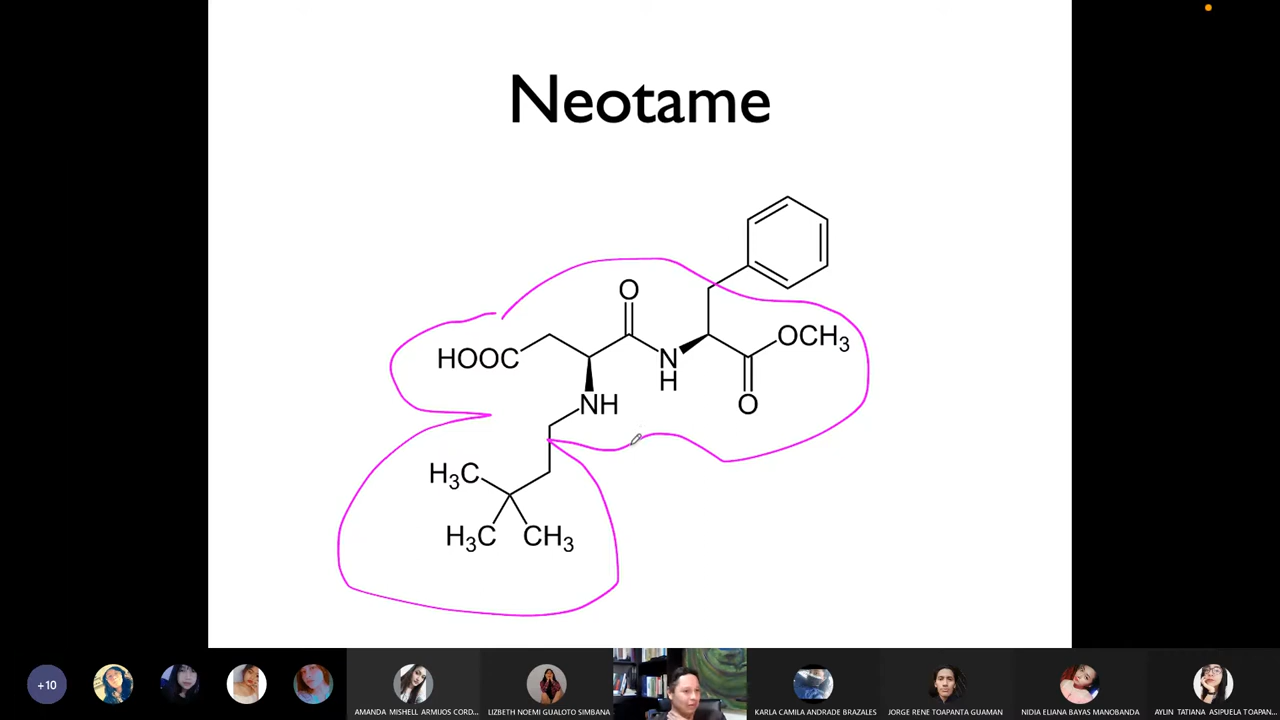 Neotame
O
OCH3
HOOC
N
H
O
NH
H3C
H3C
CH3
+10
AMANDA MISHELL ARMIJOS CORD...
LIZBETH NOEMI GUALOTO SIMBANA
KARLA CAMILA ANDRADE BRAZALES
JORGE RENE TOAPANTA GUAMAN
NIDIA ELIANA BAYAS MANOBANDA
AYLIN TATIANA ASIPUELA TOAPAN...